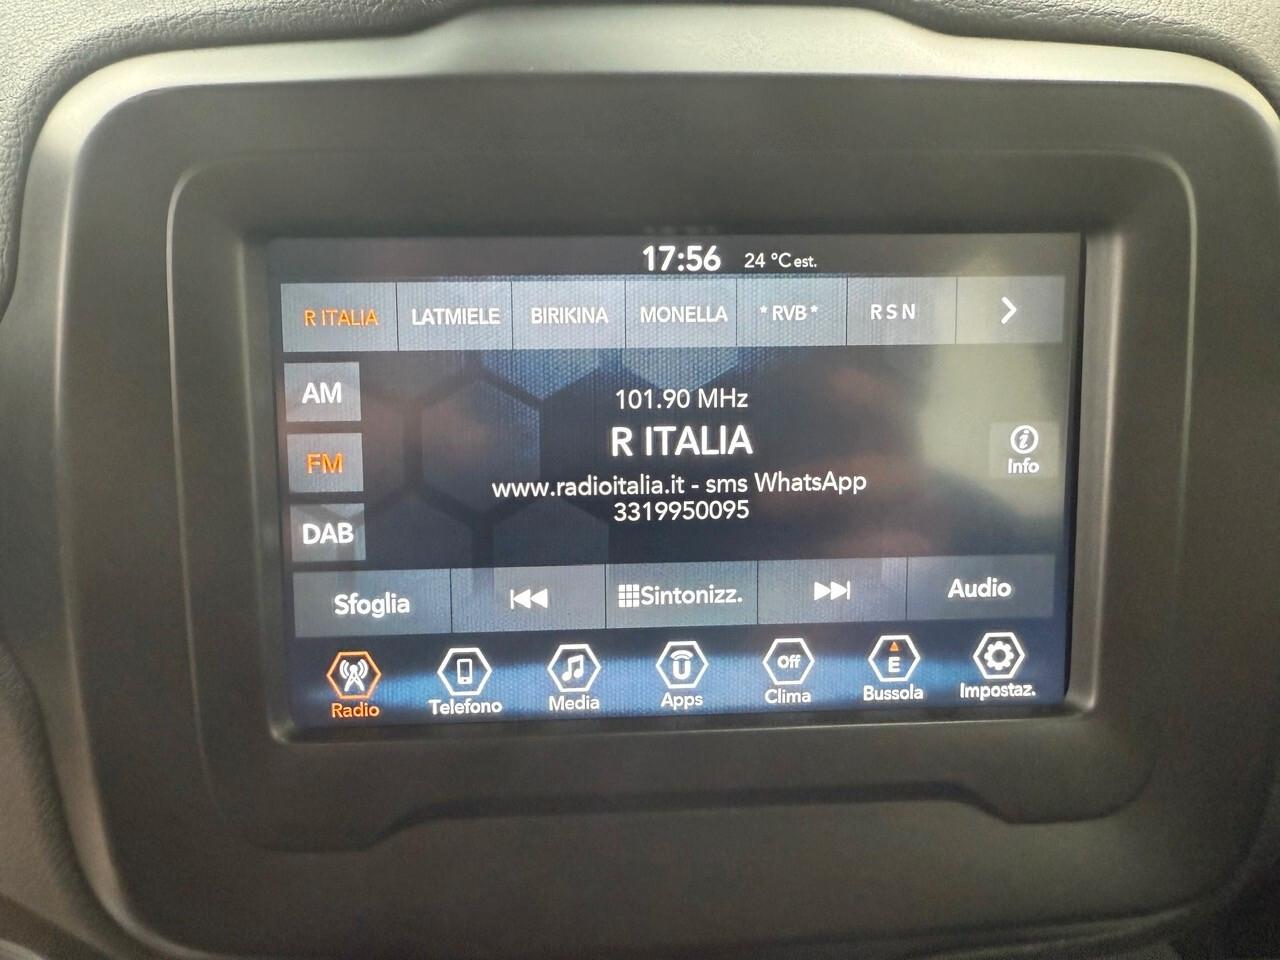 17:56 24 °C est.
R ITALIA LATMIELE BIRIKINA MONELLA *RVB* RSN
AM
101.90 MHz
R ITALIA
FM
Info
www.radioitalia.it - sms WhatsApp
3319950095
DAB
Sfoglia Sintonizz. Audio
Radio Telefono Media Apps Off Clima E Bussola Impostaz.